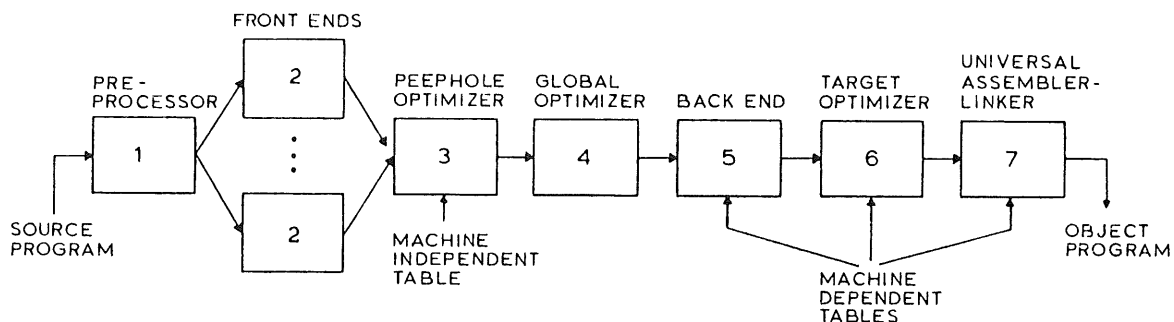 FRONT ENDS
2
2
PRE-
PROCESSOR
1
SOURCE
PROGRAM
PEEPHOLE
OPTIMIZER
3
MACHINE
INDEPENDENT
TABLE
GLOBAL
OPTIMIZER
4
BACK END
5
TARGET
OPTIMIZER
6
MACHINE
DEPENDENT
TABLES
UNIVERSAL
ASSEMBLER-
LINKER
7
OBJECT
PROGRAM